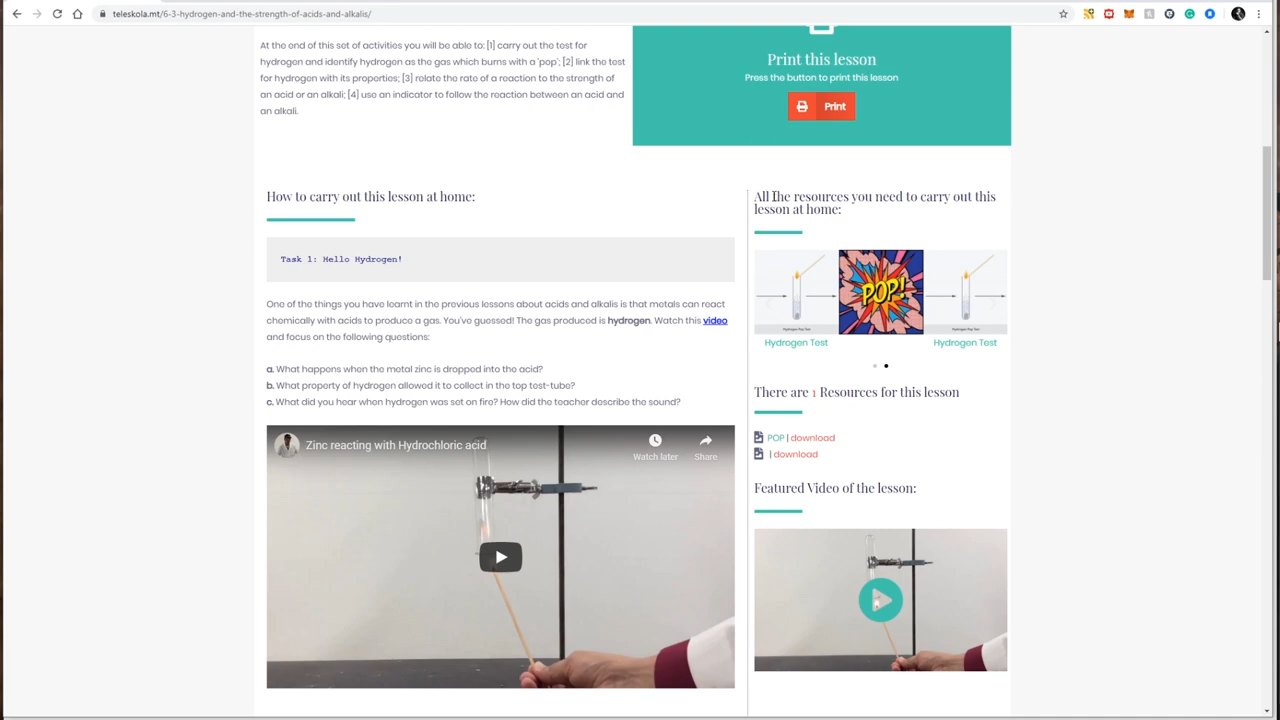 teleskola.mt/6-3-hydrogen-and-the-strength-of-acids-and-alkalis/
At the end of this set of activities you will be able to: [1] carry out the test for
hydrogen and identify hydrogen as the gas which burns with a 'pop'; [2] link the test
for hydrogen with its properties; [3] relate the rate of a reaction to the strength of
an acid or an alkali; [4] use an indicator to follow the reaction between an acid and
an alkali.
Print this lesson
Press the button to print this lesson
Print
How to carry out this lesson at home:
Task 1: Hello Hydrogen!
One of the things you have learnt in the previous lessons about acids and alkalis is that metals can react
chemically with acids to produce a gas. You've guessed! The gas produced is hydrogen. Watch this video
and focus on the following questions:
a. What happens when the metal zinc is dropped into the acid?
b. What property of hydrogen allowed it to collect in the top test-tube?
c. What did you hear when hydrogen was set on fire? How did the teacher describe the sound?
Zinc reacting with Hydrochloric acid
Watch later
Share
All the resources you need to carry out this
lesson at home:
Hydrogen Pop Test
POP!
Hydrogen Pop Test
Hydrogen Test
Hydrogen Test
There are 1 Resources for this lesson
POP | download
| download
Featured Video of the lesson: